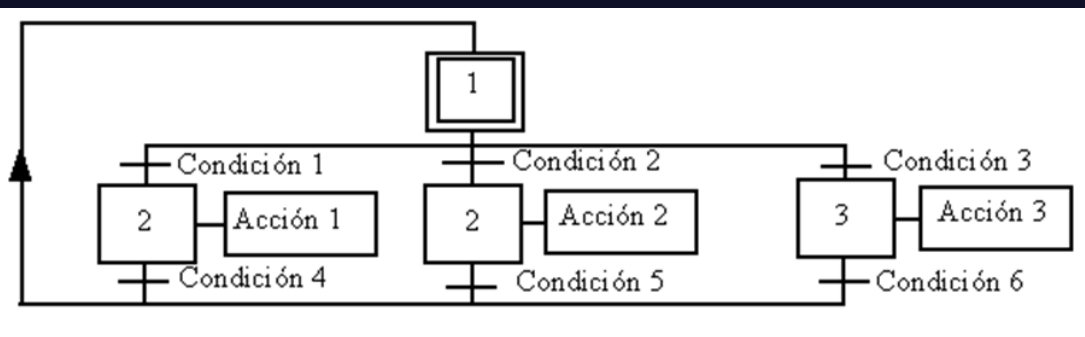 1
Condición 1
Condición 2
Condición 3
2
Acción 1
2
Acción 2
3
Acción 3
Condición 4
Condición 5
Condición 6